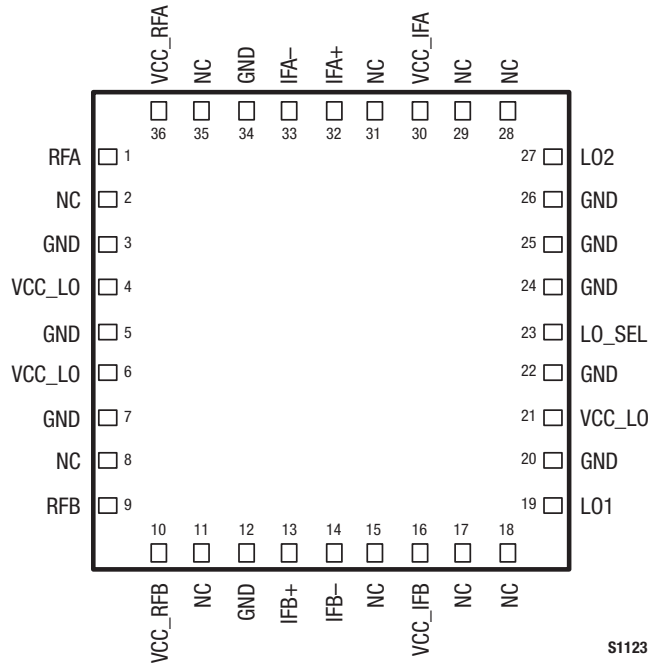 VCC_RFA
NC
GND
IFA–
IFA+
NC
VCC_IFA
NC
NC
36 35 34 33 32 31 30 29 28
RFA 1
NC 2
GND 3
VCC_LO 4
GND 5
VCC_LO 6
GND 7
NC 8
RFB 9
27 LO2
26 GND
25 GND
24 GND
23 LO_SEL
22 GND
21 VCC_LO
20 GND
19 LO1
10 11 12 13 14 15 16 17 18
VCC_RFB
NC
GND
IFB+
IFB–
NC
VCC_IFB
NC
NC
S1123